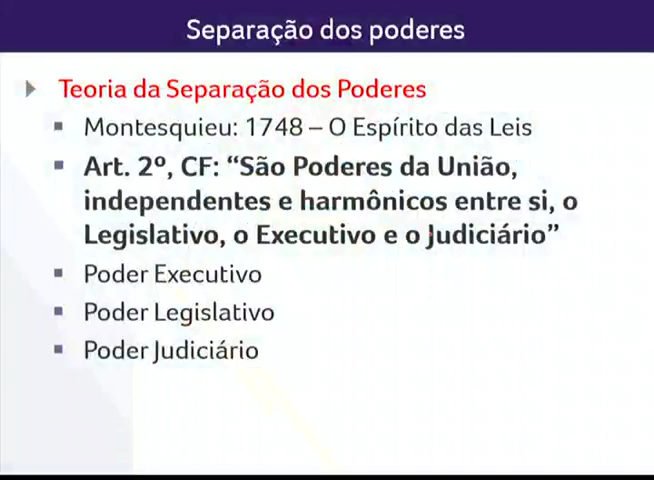 Separação dos poderes
Teoria da Separação dos Poderes
Montesquieu: 1748 – O Espírito das Leis
Art. 2º, CF: “São Poderes da União,
independentes e harmônicos entre si, o
Legislativo, o Executivo e o Judiciário”
Poder Executivo
Poder Legislativo
Poder Judiciário